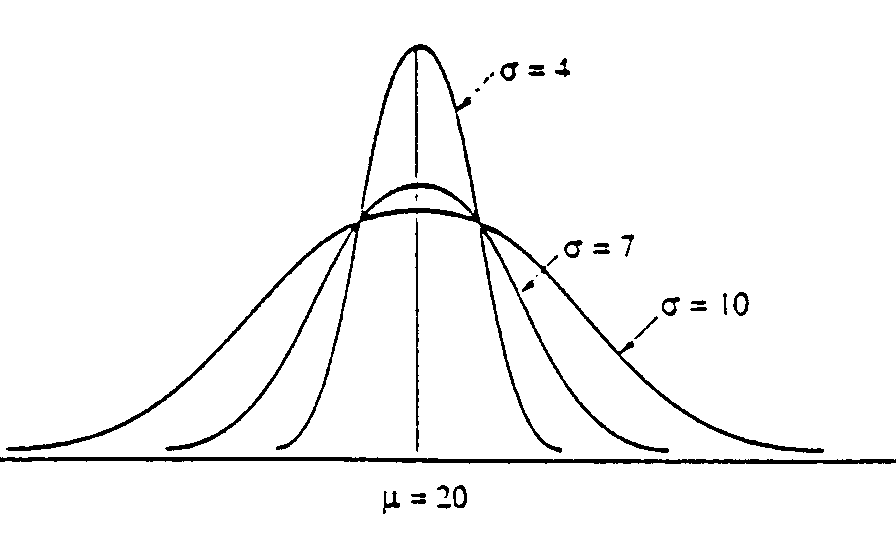 σ = 4
σ = 7
σ = 10
μ = 20